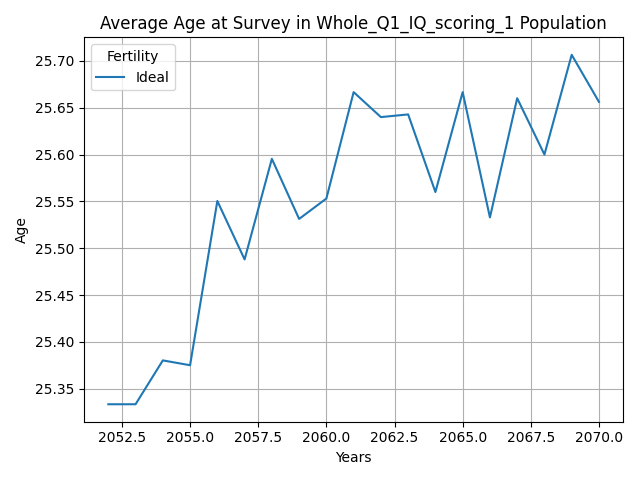 Average Age at Survey in Whole_Q1_IQ_scoring_1 Population
Fertility
Ideal
25.70
25.65
25.60
25.55
25.50
25.45
25.40
25.35
Age
2052.5 2055.0 2057.5 2060.0 2062.5 2065.0 2067.5 2070.0
Years